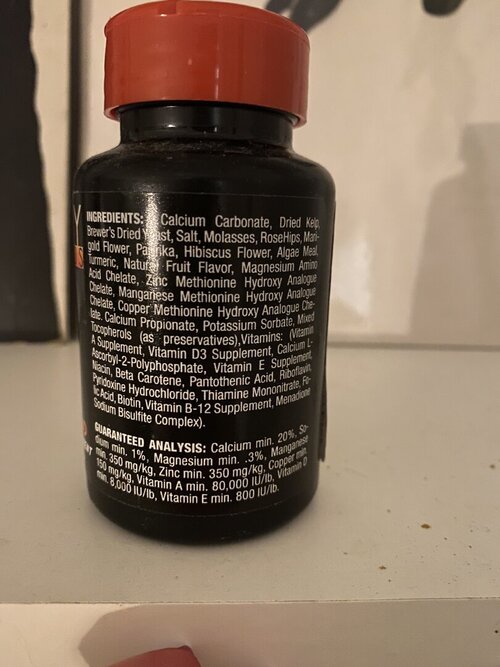 INGREDIENTS: Calcium Carbonate, Dried Kelp,
Brewer's Dried Yeast, Salt, Molasses, RoseHips, Mari-
gold Flower, Paprika, Hibiscus Flower, Algae Meal,
Turmeric, Natural Fruit Flavor, Magnesium Amino
Acid Chelate, Zinc Methionine Hydroxy Analogue
Chelate, Manganese Methionine Hydroxy Analogue
Chelate, Copper Methionine Hydroxy Analogue Che-
late. Calcium Propionate, Potassium Sorbate, Mixed
Tocopherols (as preservatives),Vitamins: (Vitamin
A Supplement, Vitamin D3 Supplement, Calcium L-
Ascorbyl-2-Polyphosphate, Vitamin E Supplement,
Niacin, Beta Carotene, Pantothenic Acid, Riboflavin,
Pyridoxine Hydrochloride, Thiamine Mononitrate, Fo-
lic Acid, Biotin, Vitamin B-12 Supplement, Menadione
Sodium Bisulfite Complex).
GUARANTEED ANALYSIS: Calcium min. 20%, So-
dium min. 1%, Magnesium min. .3%, Manganese
min. 350 mg/kg, Zinc min. 350 mg/kg, Copper min.
150 mg/kg, Vitamin A min. 80,000 IU/lb, Vitamin D
min. 8,000 IU/lb, Vitamin E min. 800 IU/lb.